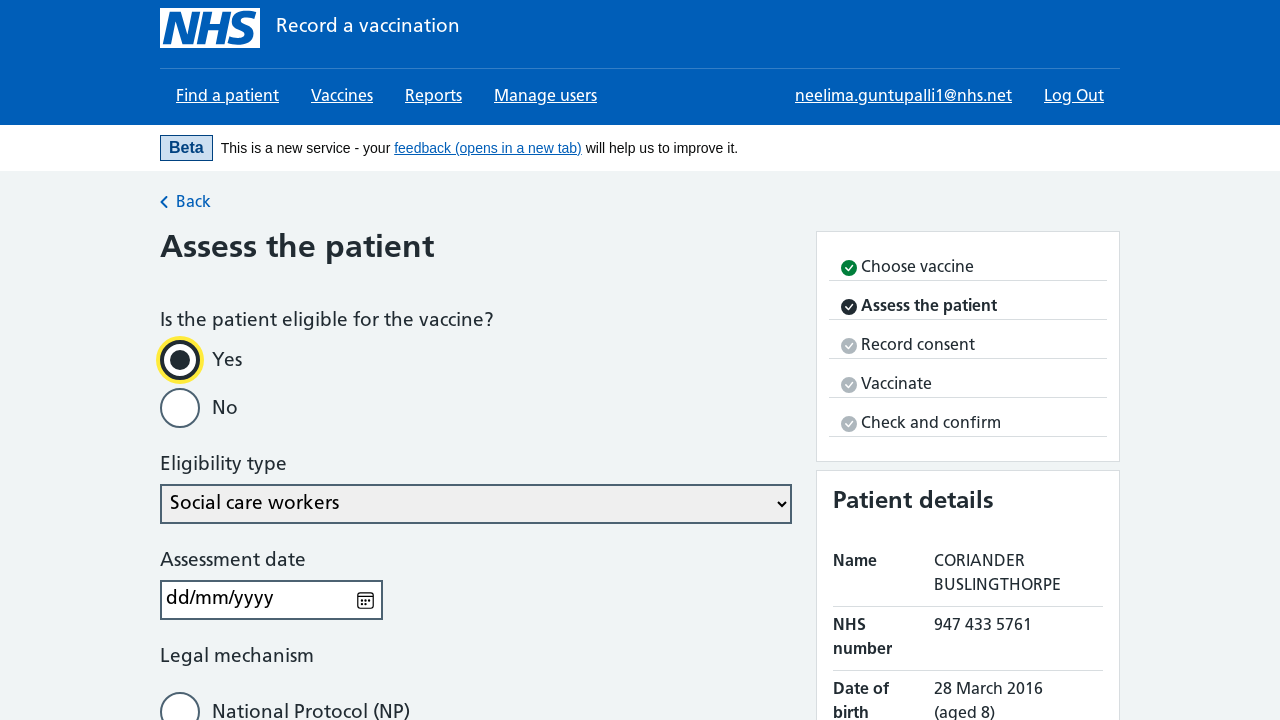 NHS Record a vaccination
Find a patient Vaccines Reports Manage users neelima.guntupalli1@nhs.net Log Out
Beta This is a new service - your feedback (opens in a new tab) will help us to improve it.
Back
Assess the patient
Is the patient eligible for the vaccine?
Yes
No
Eligibility type
Social care workers
Assessment date
dd/mm/yyyy
Legal mechanism
National Protocol (NP)
Choose vaccine
Assess the patient
Record consent
Vaccinate
Check and confirm
Patient details
Name CORIANDER
BUSLINGTHORPE
NHS 947 433 5761
number
Date of 28 March 2016
birth (aged 8)